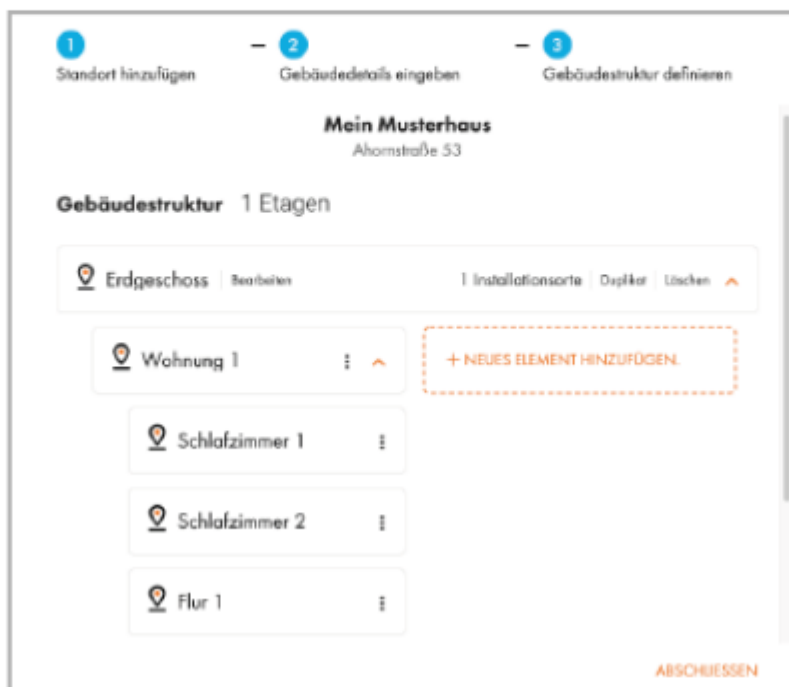 1 – 2 – 3
Standort hinzufügen Gebäudedetails eingeben Gebäudestruktur definieren
Mein Musterhaus
Ahornstraße 53
Gebäudestruktur 1 Etagen
Erdgeschoss Bearbeiten 1 Installationsorte Duplikat Löschen
Wohnung 1 + NEUES ELEMENT HINZUFÜGEN.
Schlafzimmer 1
Schlafzimmer 2
Flur 1
ABSCHLIESSEN